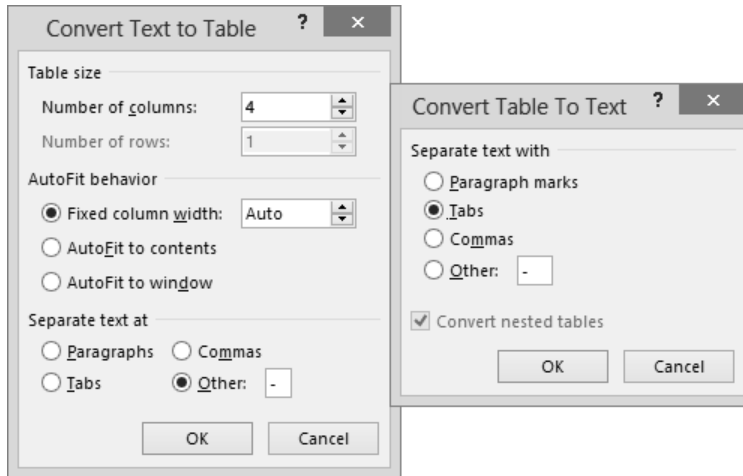 Convert Text to Table ? ×
Table size
Number of columns: 4
Number of rows: 1
AutoFit behavior
Fixed column width: Auto
AutoFit to contents
AutoFit to window
Separate text at
Paragraphs Commas
Tabs Other: -
OK Cancel
Convert Table To Text ? ×
Separate text with
Paragraph marks
Tabs
Commas
Other: -
Convert nested tables
OK Cancel